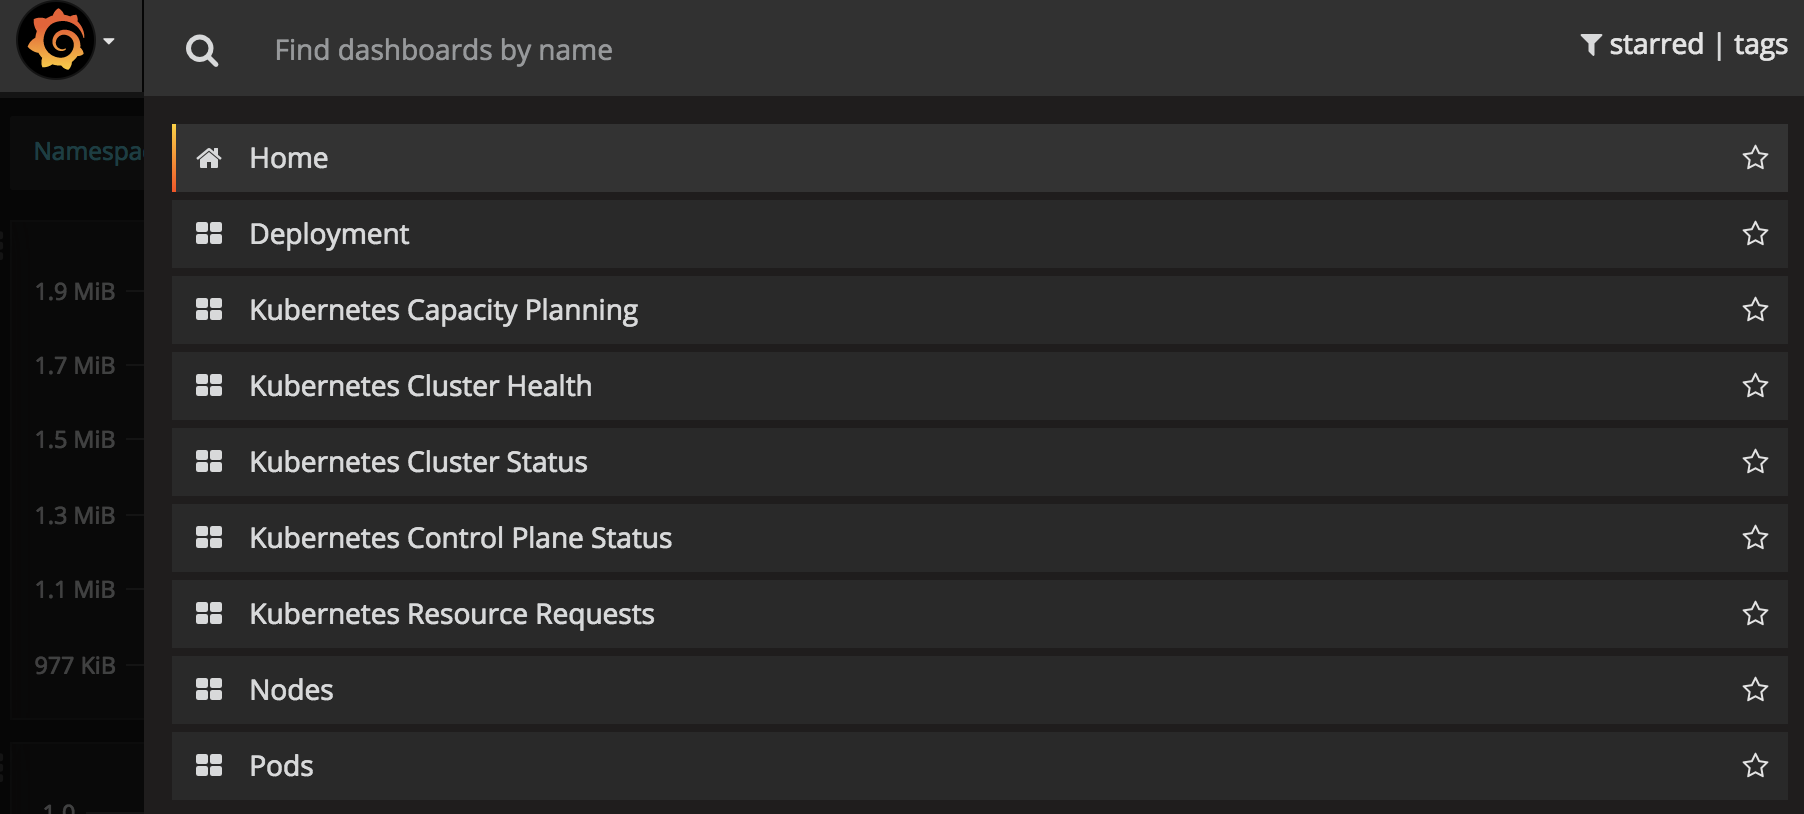 Find dashboards by name
starred | tags
Home
Deployment
Kubernetes Capacity Planning
Kubernetes Cluster Health
Kubernetes Cluster Status
Kubernetes Control Plane Status
Kubernetes Resource Requests
Nodes
Pods
Namespa
1.9 MiB
1.7 MiB
1.5 MiB
1.3 MiB
1.1 MiB
977 KiB
1.0